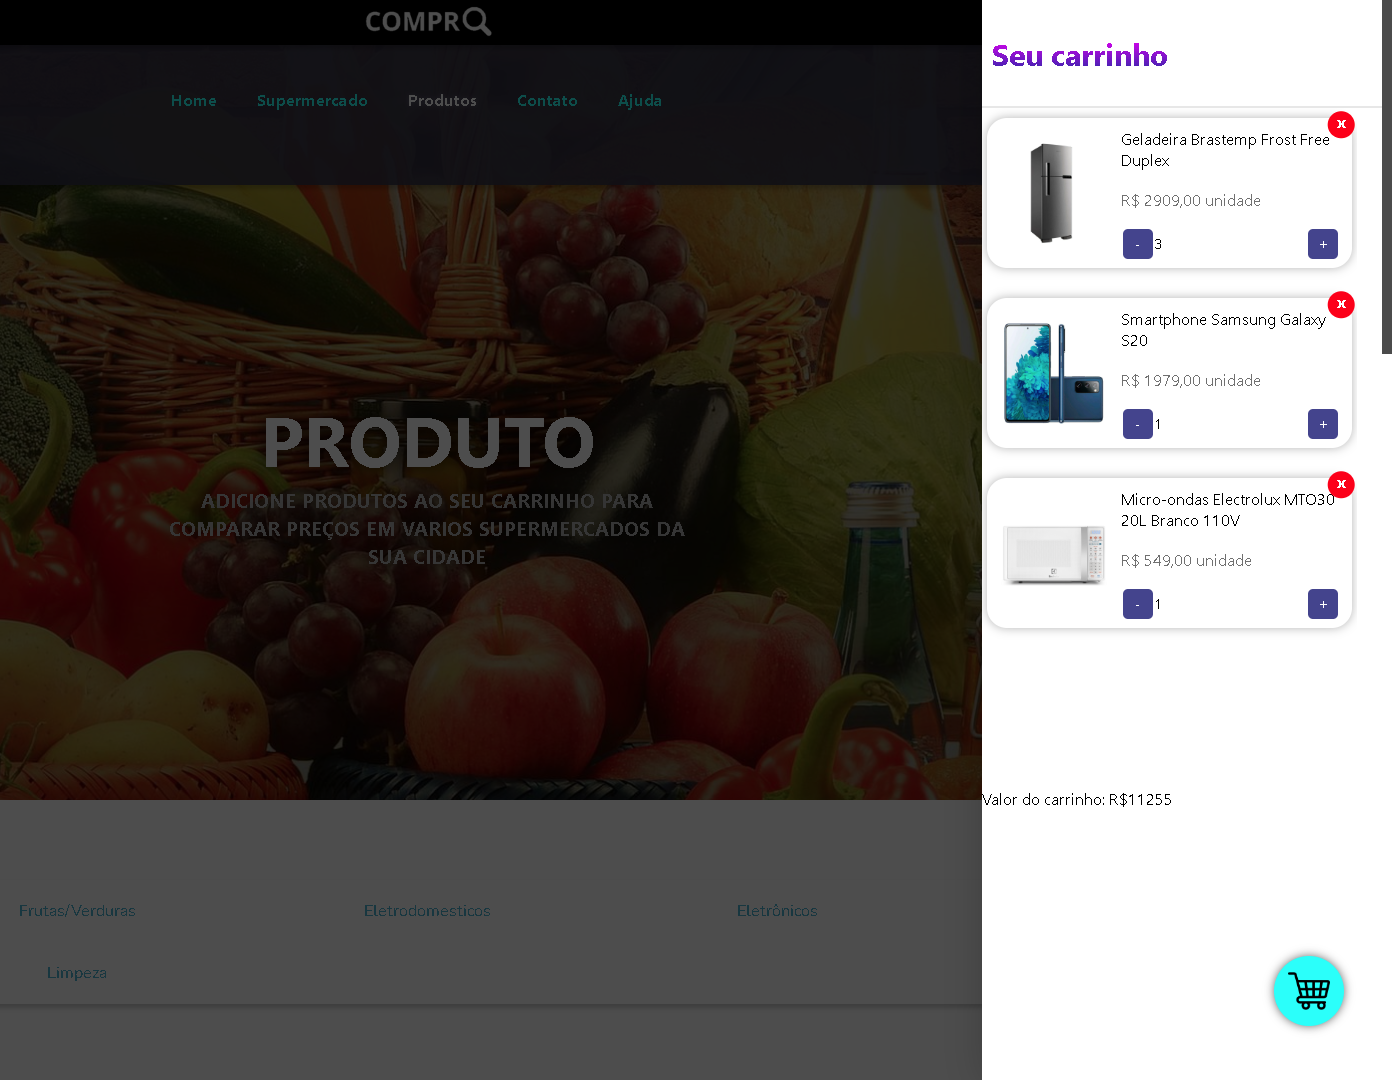 COMPR
Home Supermercado Produtos Contato Ajuda
PRODUTO
ADICIONE PRODUTOS AO SEU CARRINHO PARA
COMPARAR PREÇOS EM VARIOS SUPERMERCADOS DA
SUA CIDADE
Frutas/Verduras Eletrodomesticos Eletrônicos
Limpeza
Seu carrinho
x
Geladeira Brastemp Frost Free
Duplex
R$ 2909,00 unidade
- 3 +
x
Smartphone Samsung Galaxy
S20
R$ 1979,00 unidade
- 1 +
x
Micro-ondas Electrolux MTO30
20L Branco 110V
R$ 549,00 unidade
- 1 +
Valor do carrinho: R$11255